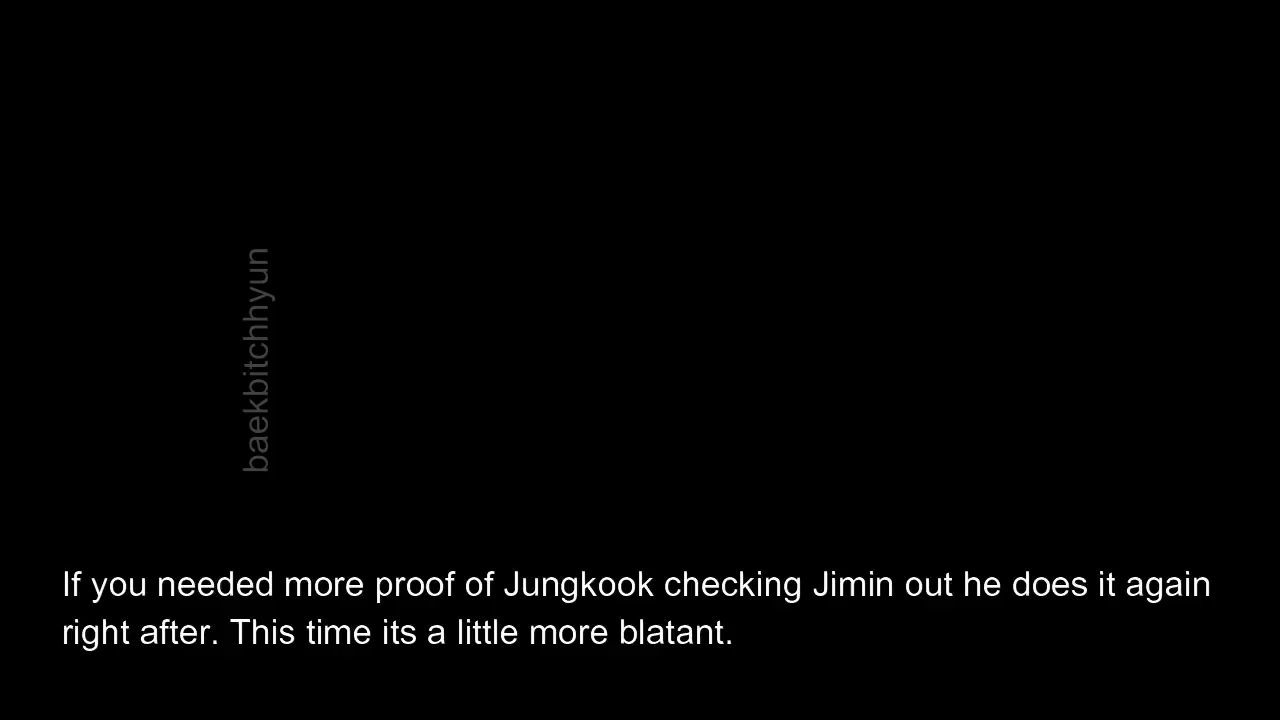 baekbitchhyun
If you needed more proof of Jungkook checking Jimin out he does it again
right after. This time its a little more blatant.